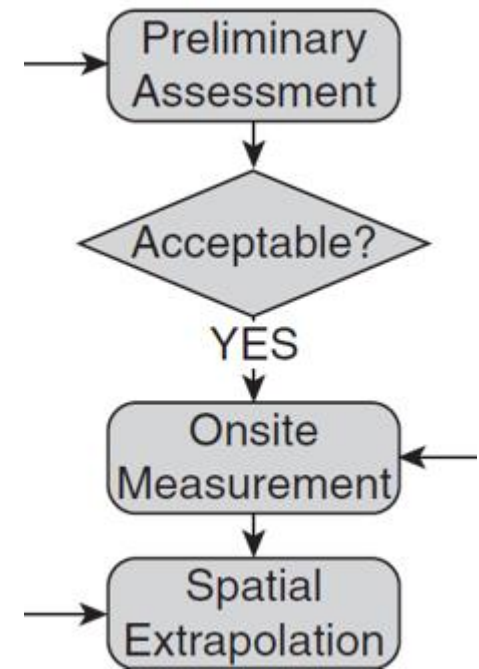 Preliminary
Assessment
Acceptable?
YES
Onsite
Measurement
Spatial
Extrapolation